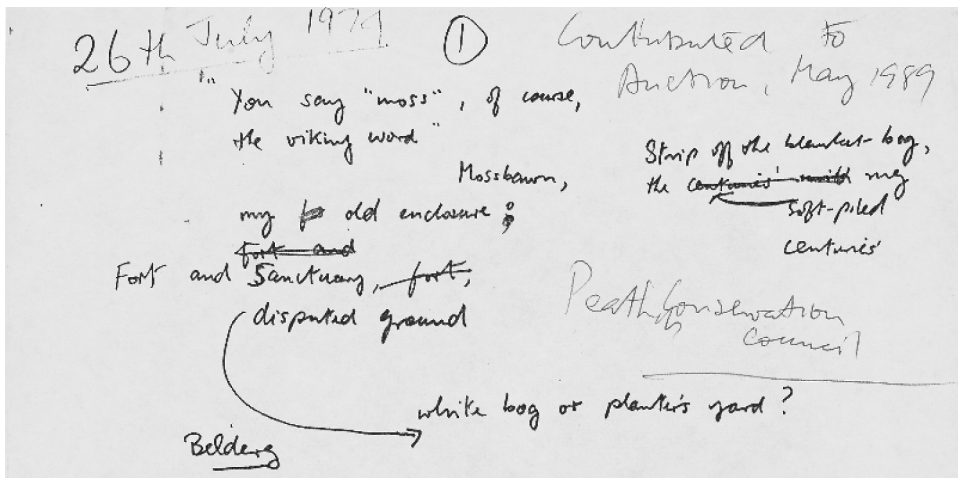 26th July 1974
①
Contributed to
Auction, May 1989
" You say "moss", of course,
the viking word"
Mossbawn,
my old enclosure;
fort and
Fort and Sanctuary, fort,
disputed ground
Strip off the blanket-bog,
the centuries' my
soft-piled
centuries
Conservation
Council
white bog or planter's yard?
Belderg